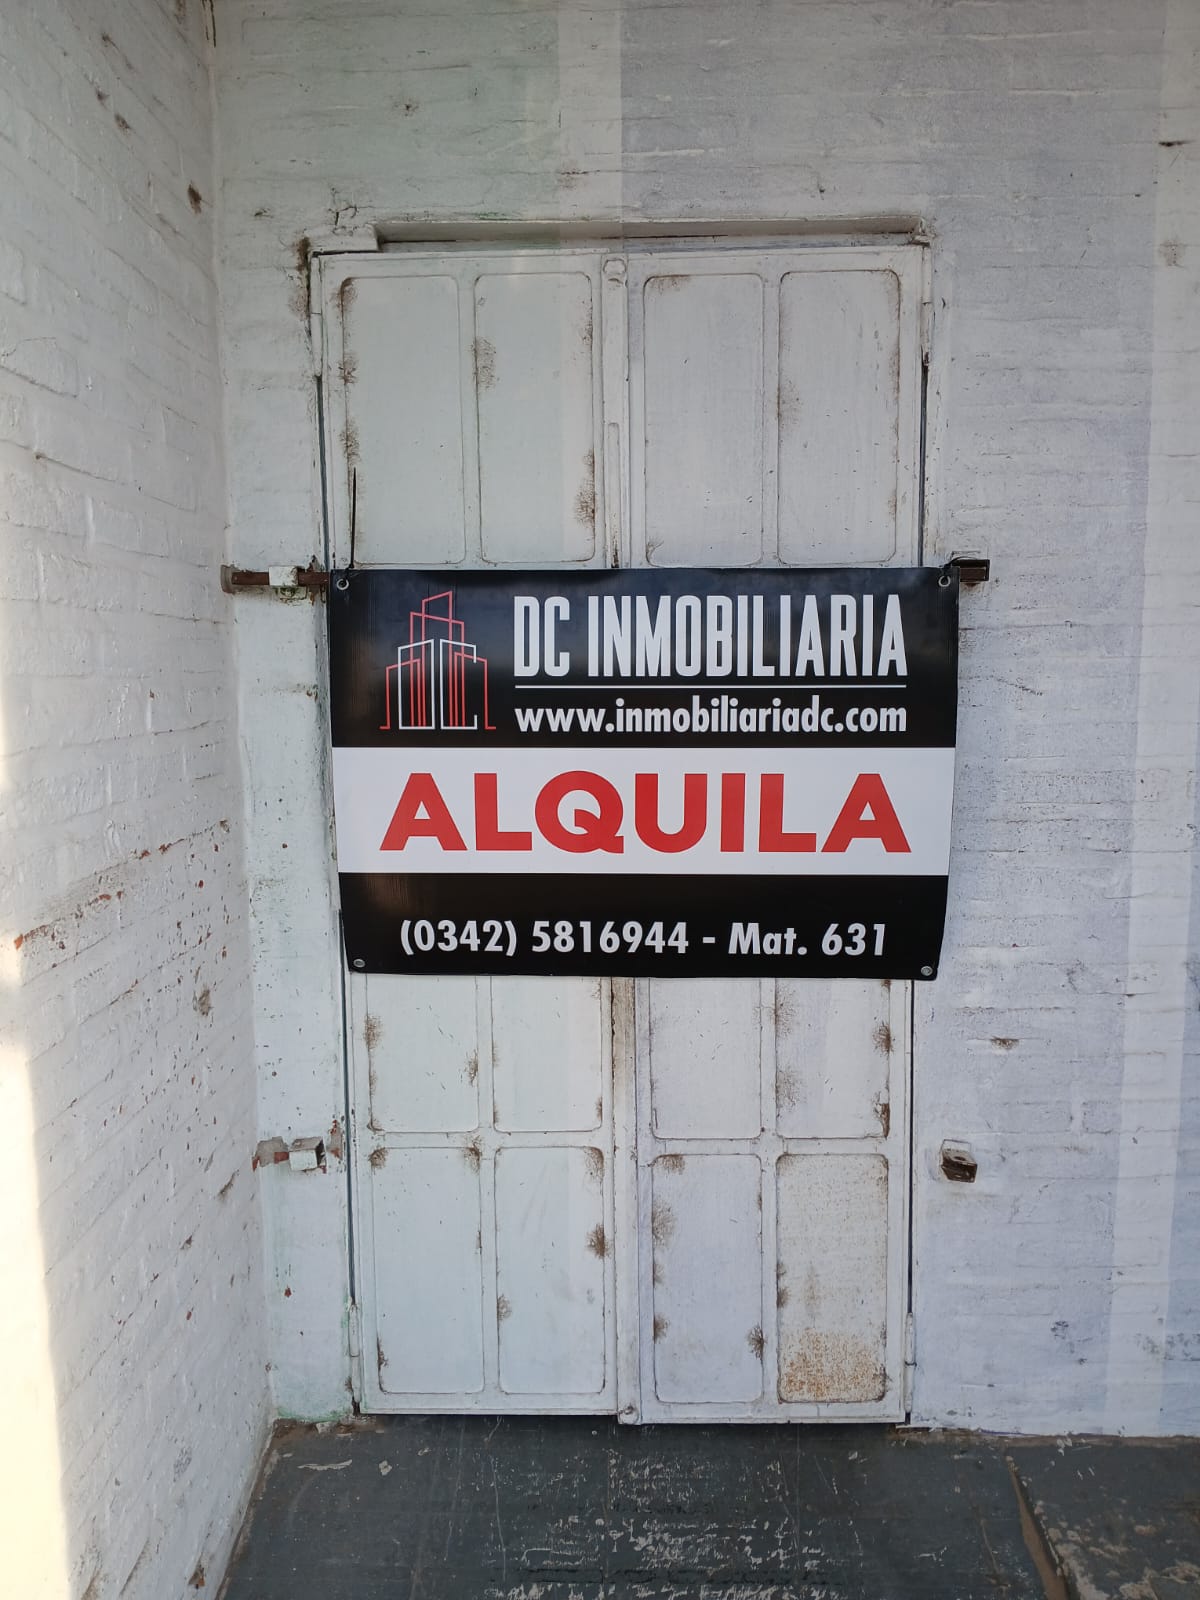 DC INMOBILIARIA
www.inmobiliariadc.com
ALQUILA
(0342) 5816944 - Mat. 631